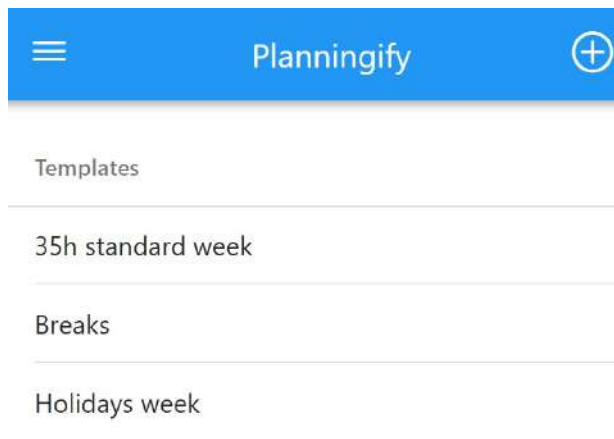 Planningify
Templates
35h standard week
Breaks
Holidays week